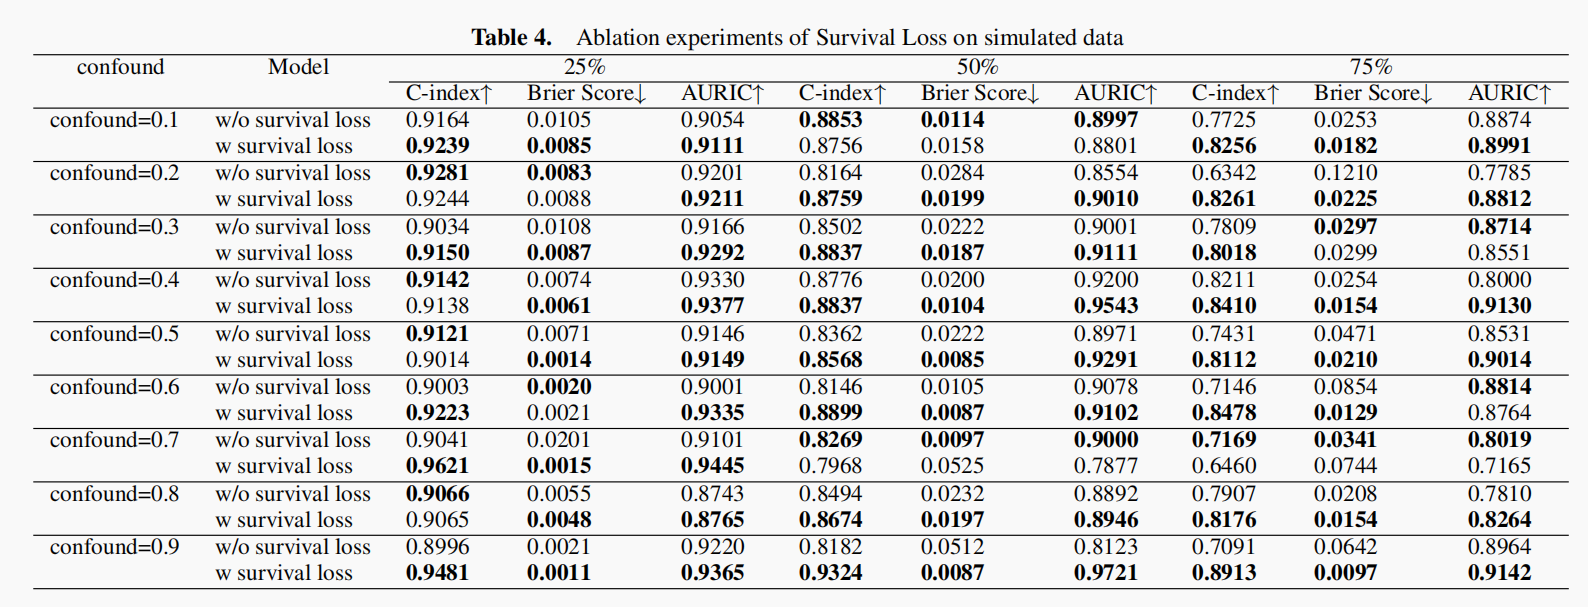 Table 4. Ablation experiments of Survival Loss on simulated data
confound Model 25% 50% 75%
C-index↑ Brier Score↓ AURIC↑ C-index↑ Brier Score↓ AURIC↑ C-index↑ Brier Score↓ AURIC↑
confound=0.1 w/o survival loss 0.9164 0.0105 0.9054 0.8853 0.0114 0.8997 0.7725 0.0253 0.8874
w survival loss 0.9239 0.0085 0.9111 0.8756 0.0158 0.8801 0.8256 0.0182 0.8991
confound=0.2 w/o survival loss 0.9281 0.0083 0.9201 0.8164 0.0284 0.8554 0.6342 0.1210 0.7785
w survival loss 0.9244 0.0088 0.9211 0.8759 0.0199 0.9010 0.8261 0.0225 0.8812
confound=0.3 w/o survival loss 0.9034 0.0108 0.9166 0.8502 0.0222 0.9001 0.7809 0.0297 0.8714
w survival loss 0.9150 0.0087 0.9292 0.8837 0.0187 0.9111 0.8018 0.0299 0.8551
confound=0.4 w/o survival loss 0.9142 0.0074 0.9330 0.8776 0.0200 0.9200 0.8211 0.0254 0.8000
w survival loss 0.9138 0.0061 0.9377 0.8837 0.0104 0.9543 0.8410 0.0154 0.9130
confound=0.5 w/o survival loss 0.9121 0.0071 0.9146 0.8362 0.0222 0.8971 0.7431 0.0471 0.8531
w survival loss 0.9014 0.0014 0.9149 0.8568 0.0085 0.9291 0.8112 0.0210 0.9014
confound=0.6 w/o survival loss 0.9003 0.0020 0.9001 0.8146 0.0105 0.9078 0.7146 0.0854 0.8814
w survival loss 0.9223 0.0021 0.9335 0.8899 0.0087 0.9102 0.8478 0.0129 0.8764
confound=0.7 w/o survival loss 0.9041 0.0201 0.9101 0.8269 0.0097 0.9000 0.7169 0.0341 0.8019
w survival loss 0.9621 0.0015 0.9445 0.7968 0.0525 0.7877 0.6460 0.0744 0.7165
confound=0.8 w/o survival loss 0.9066 0.0055 0.8743 0.8494 0.0232 0.8892 0.7907 0.0208 0.7810
w survival loss 0.9065 0.0048 0.8765 0.8674 0.0197 0.8946 0.8176 0.0154 0.8264
confound=0.9 w/o survival loss 0.8996 0.0021 0.9220 0.8182 0.0512 0.8123 0.7091 0.0642 0.8964
w survival loss 0.9481 0.0011 0.9365 0.9324 0.0087 0.9721 0.8913 0.0097 0.9142